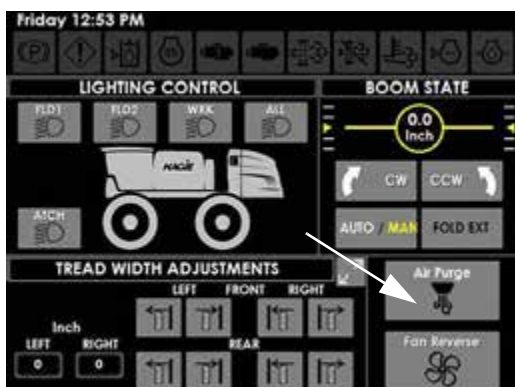 Friday 12:53 PM
LIGHTING CONTROL
BOOM STATE
FLD1 FLD2 WRK ALL
0.0
Inch
HAGIE
CW CCW
ATCH
AUTO / MAN FOLD EXT
TREAD WIDTH ADJUSTMENTS
Air Purge
LEFT FRONT RIGHT
Inch
LEFT RIGHT
REAR
Fan Reverse
0 0